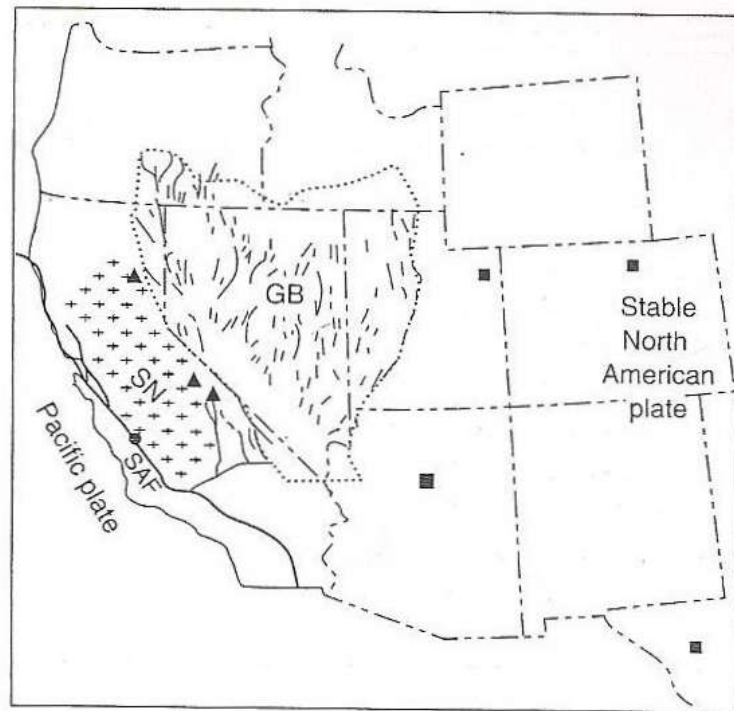 GB
SN
SAF
Pacific plate
Stable
North
American
plate